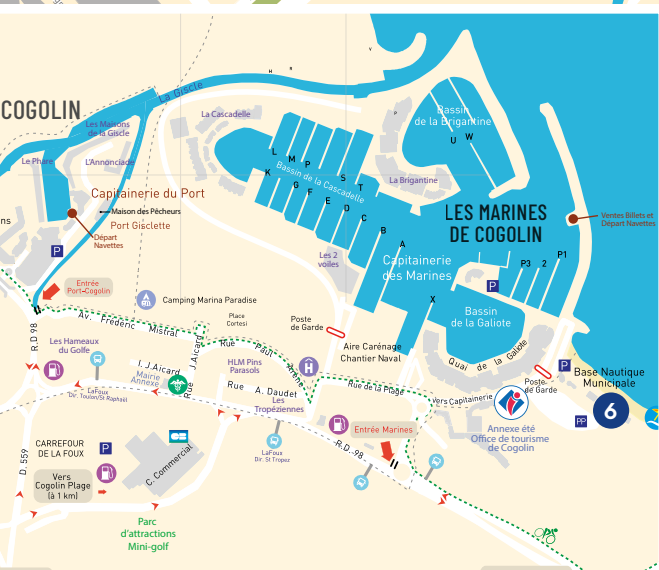 COGOLIN
La Giscle
Les Maisons
de la Giscle
Le Phare
L'Annonciade
Capitainerie du Port
Maison des Pêcheurs
Port Gisclette
Départ
Navettes
ns
P
Entrée
Port-Cogolin
La Cascadelle
H
R
V
P
L
M
P
K
G
F
E
D
C
B
A
S
T
Bassin de la Cascadelle
Bassin
de la Brigantine
U
W
La Brigantine
LES MARINES
DE COGOLIN
Ventes Billets et
Départ Navettes
Capitainerie
des Marines
Les 2
voiles
P3
2
P1
P
X
Bassin
de la Galiote
Quai de la Galiote
Camping Marina Paradise
Place
Cortesi
Poste
de Garde
Aire Carénage
Chantier Naval
Av. Frédéric Mistral
R.D 98
Les Hameaux
du Golfe
I. J.Aicard
Mairie
Annexe
Rue J.Aicard
Rue Paul Arène
HLM Pins
Parasols
H
Rue A. Daudet
Les
Tropéziennes
Rue de la Plage
Vers Capitainerie
Poste
de Garde
P
Base Nautique
Municipale
6
PP
Annexe été
Office de tourisme
de Cogolin
LaFoux
Dir. Toulon/St Raphaël
LaFoux
Dir. St Tropez
Entrée Marines
R.D. 98
CARREFOUR
DE LA FOUX
P
C. Commercial
D. 559
Vers
Cogolin Plage
(à 1 km)
Parc
d'attractions
Mini-golf